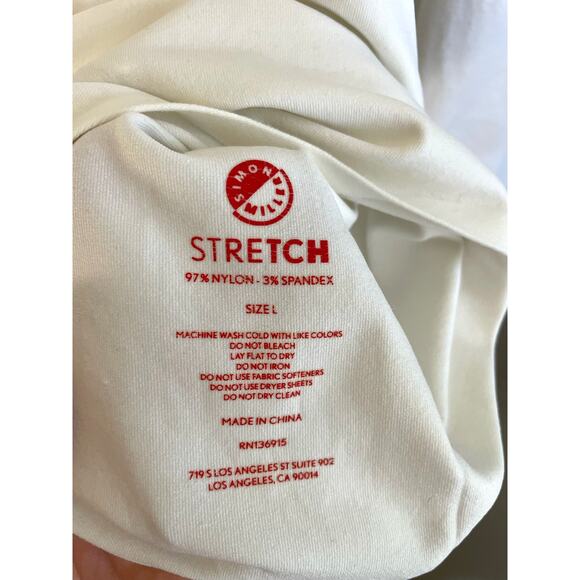 SIMON
MILLER
STRETCH
97% NYLON - 3% SPANDEX
SIZE L
MACHINE WASH COLD WITH LIKE COLORS
DO NOT BLEACH
LAY FLAT TO DRY
DO NOT IRON
DO NOT USE FABRIC SOFTENERS
DO NOT USE DRYER SHEETS
DO NOT DRY CLEAN
MADE IN CHINA
RN136915
719 S LOS ANGELES ST SUITE 902
LOS ANGELES, CA 90014